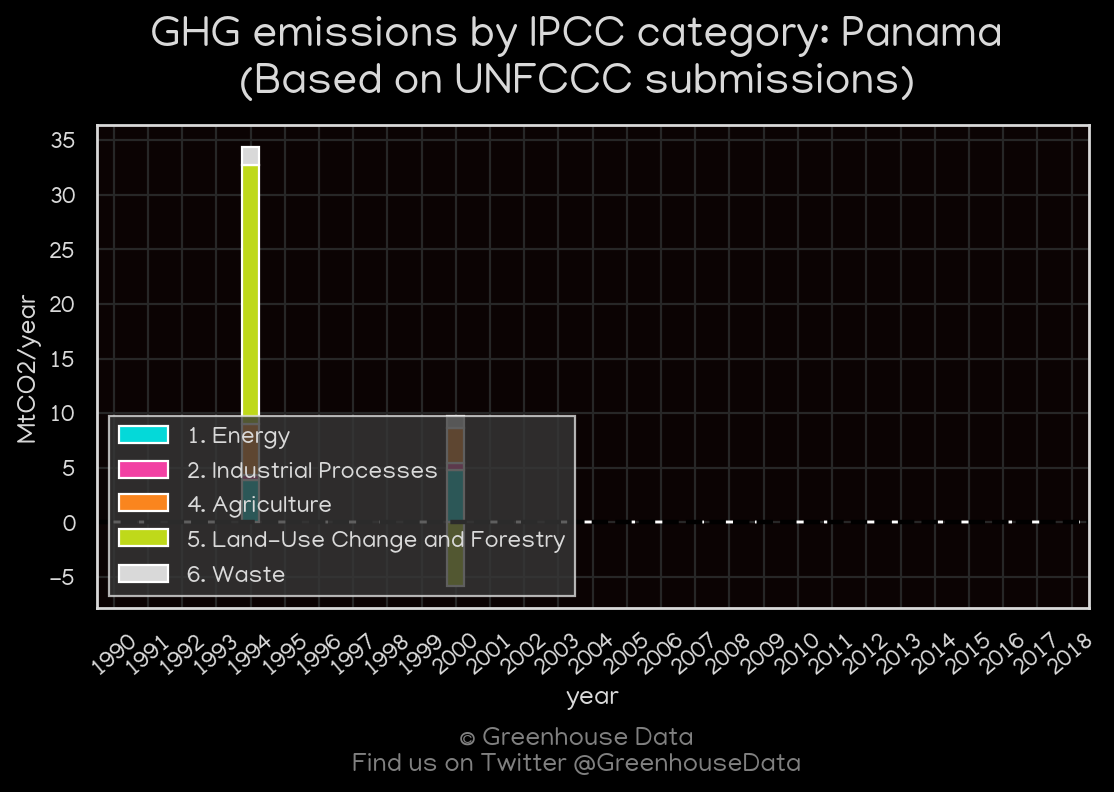 GHG emissions by IPCC category: Panama
(Based on UNFCCC submissions)
MtCO2/year
35
30
25
20
15
10
5
0
−5
1. Energy
2. Industrial Processes
4. Agriculture
5. Land-Use Change and Forestry
6. Waste
1990 1991 1992 1993 1994 1995 1996 1997 1998 1999 2000 2001 2002 2003 2004 2005 2006 2007 2008 2009 2010 2011 2012 2013 2014 2015 2016 2017 2018
year
© Greenhouse Data
Find us on Twitter @GreenhouseData